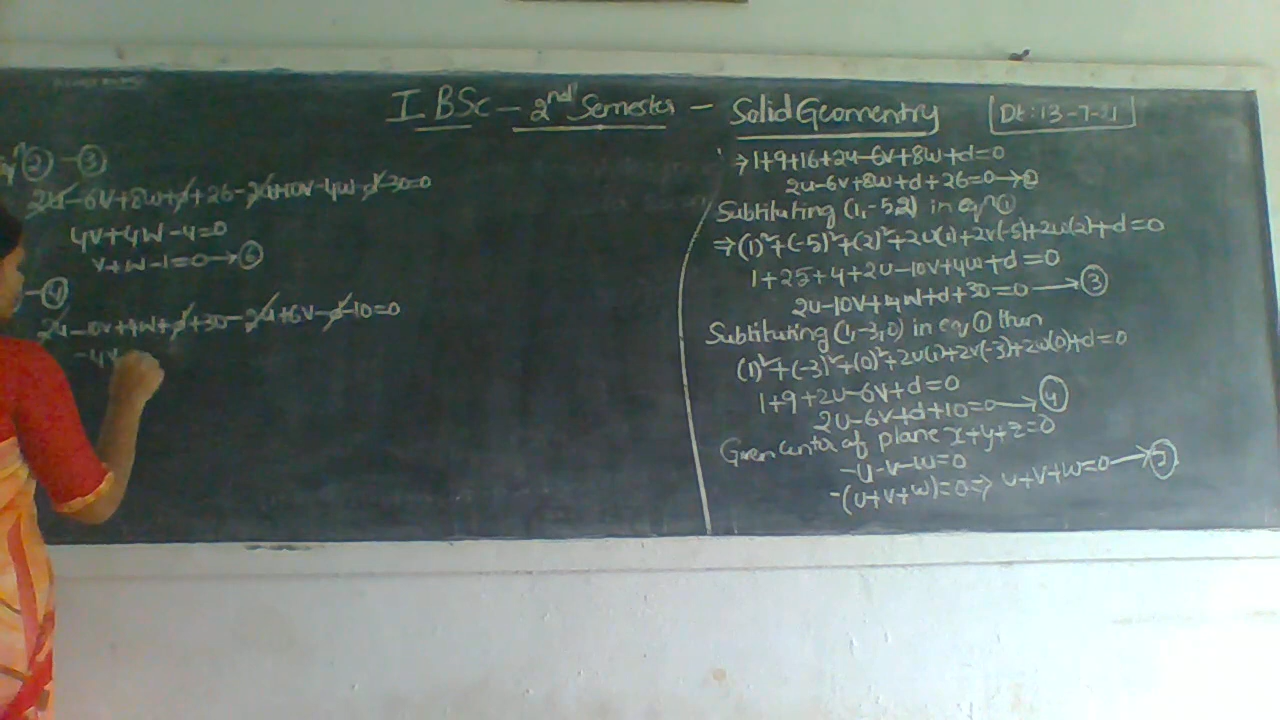 I BSc - 2nd Semester - Solid Geomentry
Dt: 13-7-21
② - ③
2u-6v+8w+d+26-2u+10v-4w-d-30=0
4v+4w-4=0
v+w-1=0→⑥
-④
2u-10v+4w+d+30-2u+6v-d-10=0
-4v
⇒1+9+16+2u-6v+8w+d=0
2u-6v+8w+d+26=0→②
Subtituting (1,-5,2) in eqn ①
⇒(1)²+(-5)²+(2)²+2u(1)+2v(-5)+2w(2)+d=0
1+25+4+2u-10v+4w+d=0
2u-10v+4w+d+30=0→③
Substituting (1,-3,0) in eq ① then
(1)²+(-3)²+(0)²+2u(1)+2v(-3)+2w(0)+d=0
1+9+2u-6v+d=0
2u-6v+d+10=0→④
Given center of plane x+y+z=0
-u-v-w=0
-(u+v+w)=0⇒ u+v+w=0→⑤